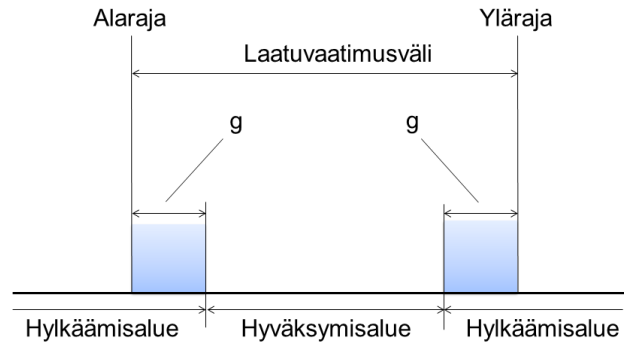 Alaraja Yläraja
Laatuvaatimusväli
g g
Hylkäämisalue Hyväksymisalue Hylkäämisalue